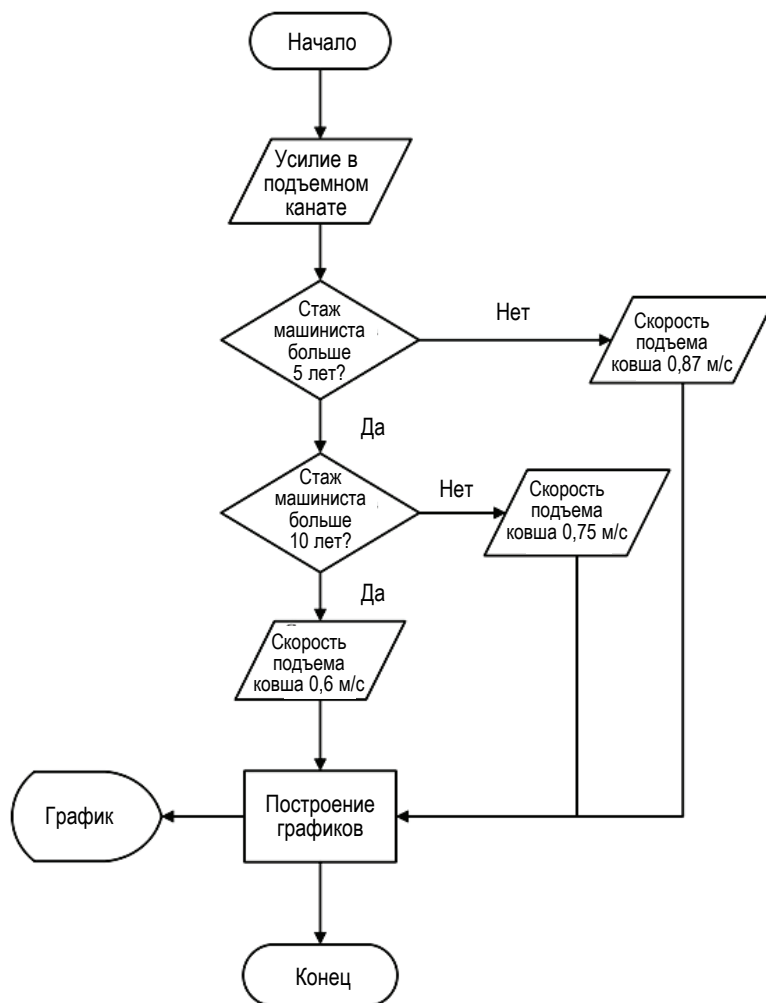 Начало
Усилие в
подъемном
канате
Стаж
машиниста
больше
5 лет?
Нет
Скорость
подъема
ковша 0,87 м/с
Да
Стаж
машиниста
больше
10 лет?
Нет
Скорость
подъема
ковша 0,75 м/с
Да
Скорость
подъема
ковша 0,6 м/с
График
Построение
графиков
Конец